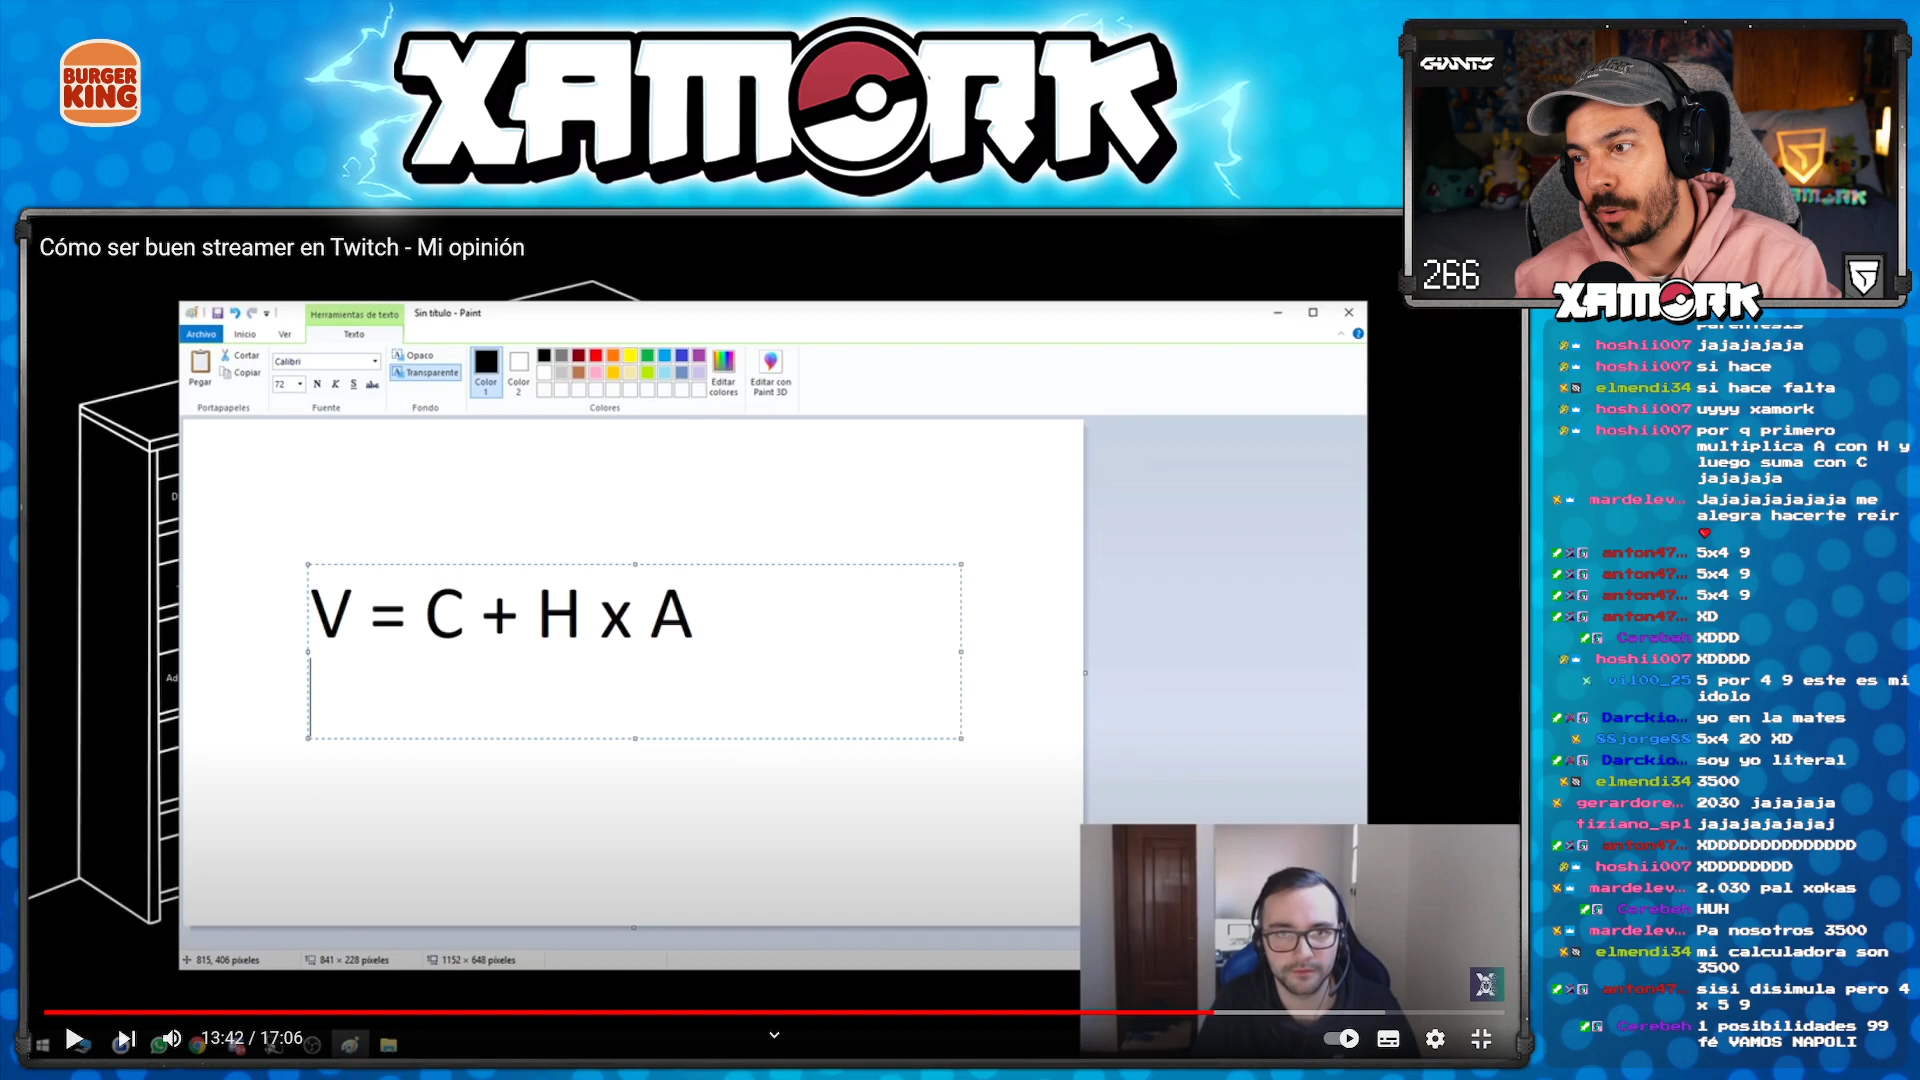 BURGER
KING
XAMORK
GIANTS
266
XAMORK
Cómo ser buen streamer en Twitch - Mi opinión
Herramientas de texto
Sin título - Paint
Archivo
Inicio
Ver
Texto
Pegar
Cortar
Copiar
Portapapeles
Calibri
72
N K S abc
Fuente
Opaco
Transparente
Fondo
Color
1
Color
2
Editar
colores
Editar con
Paint 3D
Colores
V = C + H x A
815, 406 píxeles
841 × 228 píxeles
1152 × 648 píxeles
13:42 / 17:06
hoshii007 jajajajaja
hoshii007 si hace
elmendi34 si hace falta
hoshii007 uyyy xamork
hoshii007 por q primero
multiplica A con H y
luego suma con C
jajajaja
mardelev... Jajajajajajaja me
alegra hacerte reir
anton47... 5x4 9
anton47... 5x4 9
anton47... 5x4 9
anton47... XD
Cerebeh XDDD
hoshii007 XDDDD
vil00_25 5 por 4 9 este es mi
idolo
Darckio... yo en la mates
88jorge88 5x4 20 XD
Darckio... soy yo literal
elmendi34 3500
gerardore... 2030 jajajaja
tiziano_sp1 jajajajajajaj
anton47... XDDDDDDDDDDDDDDD
hoshii007 XDDDDDDDD
mardelev... 2.030 pal xokas
Cerebeh HUH
mardelev... Pa nosotros 3500
elmendi34 mi calculadora son
3500
anton47... sisi disimula pero 4
x 5 9
Cerebeh 1 posibilidades 99
fé VAMOS NAPOLI